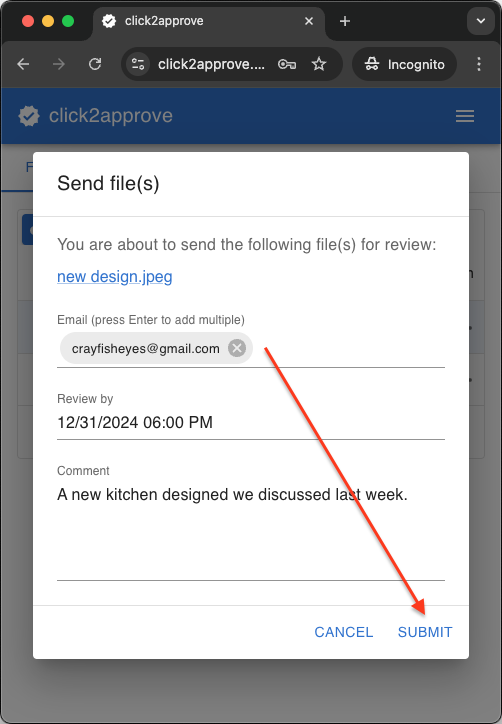 click2approve
click2approve....
Incognito
click2approve
F
Send file(s)
You are about to send the following file(s) for review:
new design.jpeg
Email (press Enter to add multiple)
crayfisheyes@gmail.com
Review by
12/31/2024 06:00 PM
Comment
A new kitchen designed we discussed last week.
CANCEL
SUBMIT